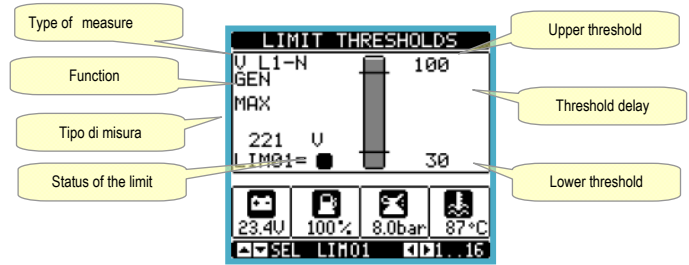 Type of measure
Function
Tipo di misura
Status of the limit
LIMIT THRESHOLDS
V L1-N 100
GEN
MAX
221 V
LIM01= 30
23.4V 100% 8.0bar 87°C
SEL LIM01 1..16
Upper threshold
Threshold delay
Lower threshold